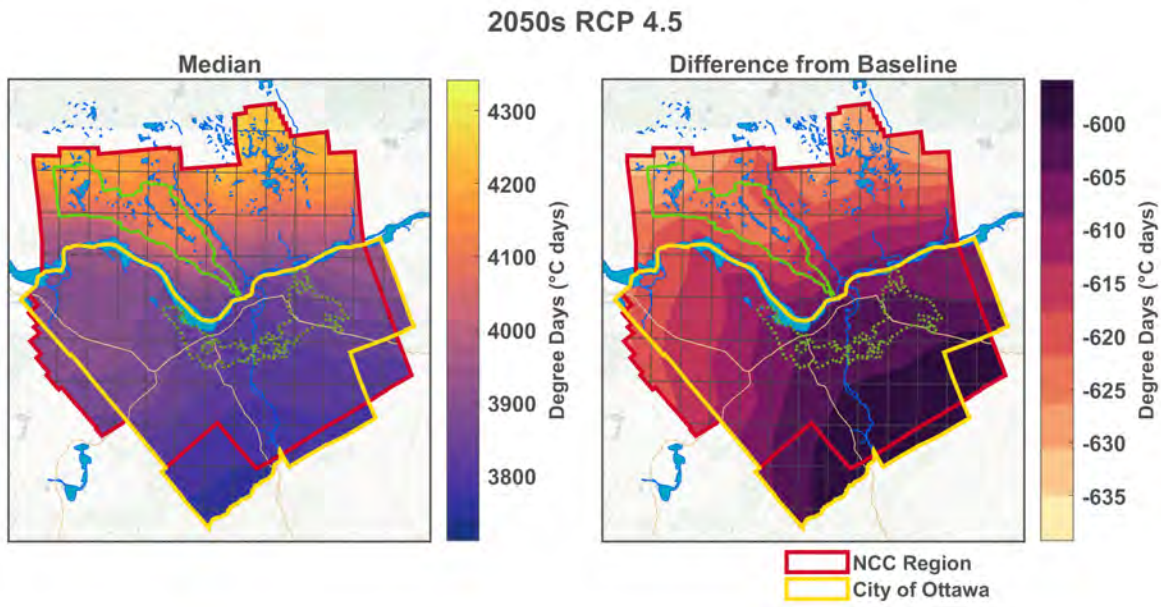 2050s RCP 4.5
Median
4300
4200
4100
4000
3900
3800
Degree Days (°C days)
Difference from Baseline
-600
-605
-610
-615
-620
-625
-630
-635
Degree Days (°C days)
NCC Region
City of Ottawa